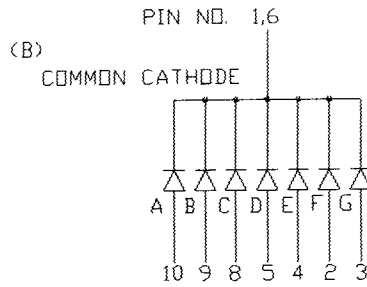 PIN NO. 1,6
(B)
COMMON CATHODE
A B C D E F G
10 9 8 5 4 2 3